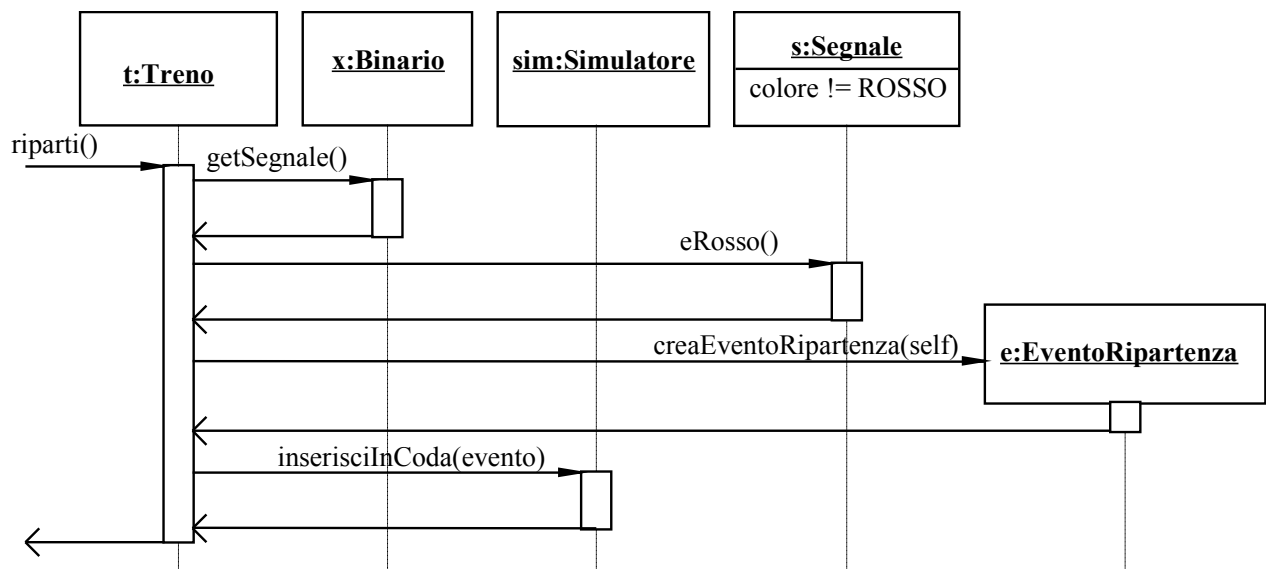 t:Treno
x:Binario
sim:Simulatore
s:Segnale
colore != ROSSO
riparti()
getSegnale()
eRosso()
creaEventoRipartenza(self)
e:EventoRipartenza
inserisciInCoda(evento)